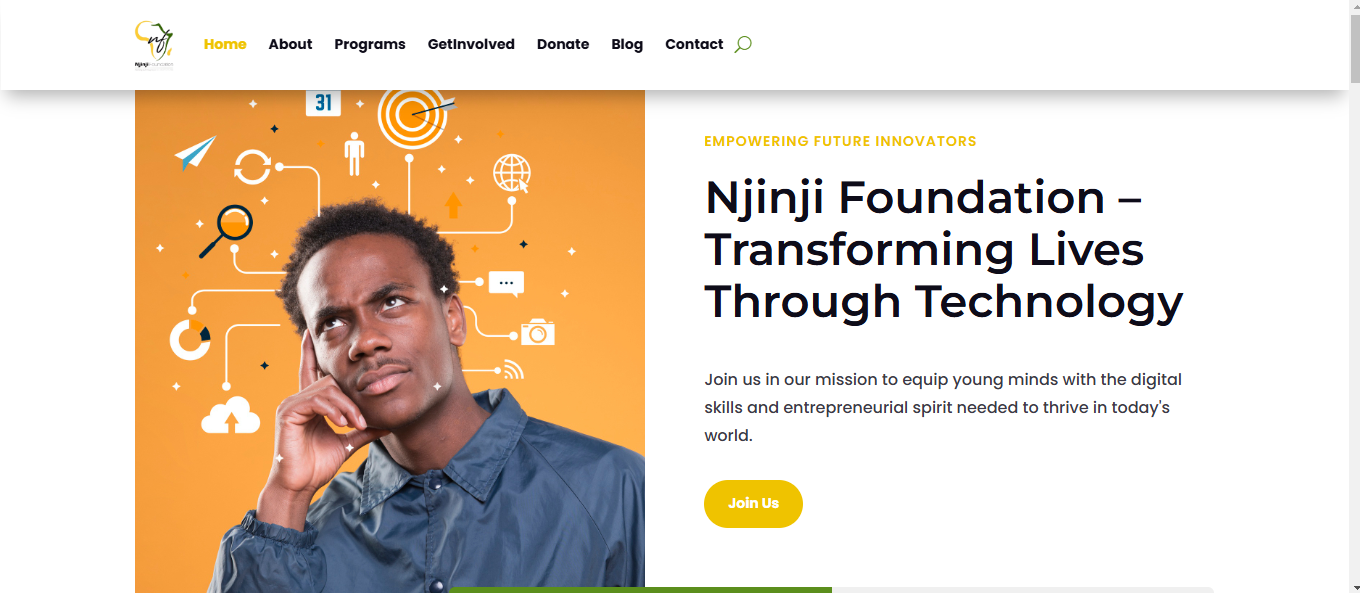 nf
Njinji Foundation
Home About Programs GetInvolved Donate Blog Contact
31
EMPOWERING FUTURE INNOVATORS
Njinji Foundation –
Transforming Lives
Through Technology
Join us in our mission to equip young minds with the digital
skills and entrepreneurial spirit needed to thrive in today's
world.
Join Us